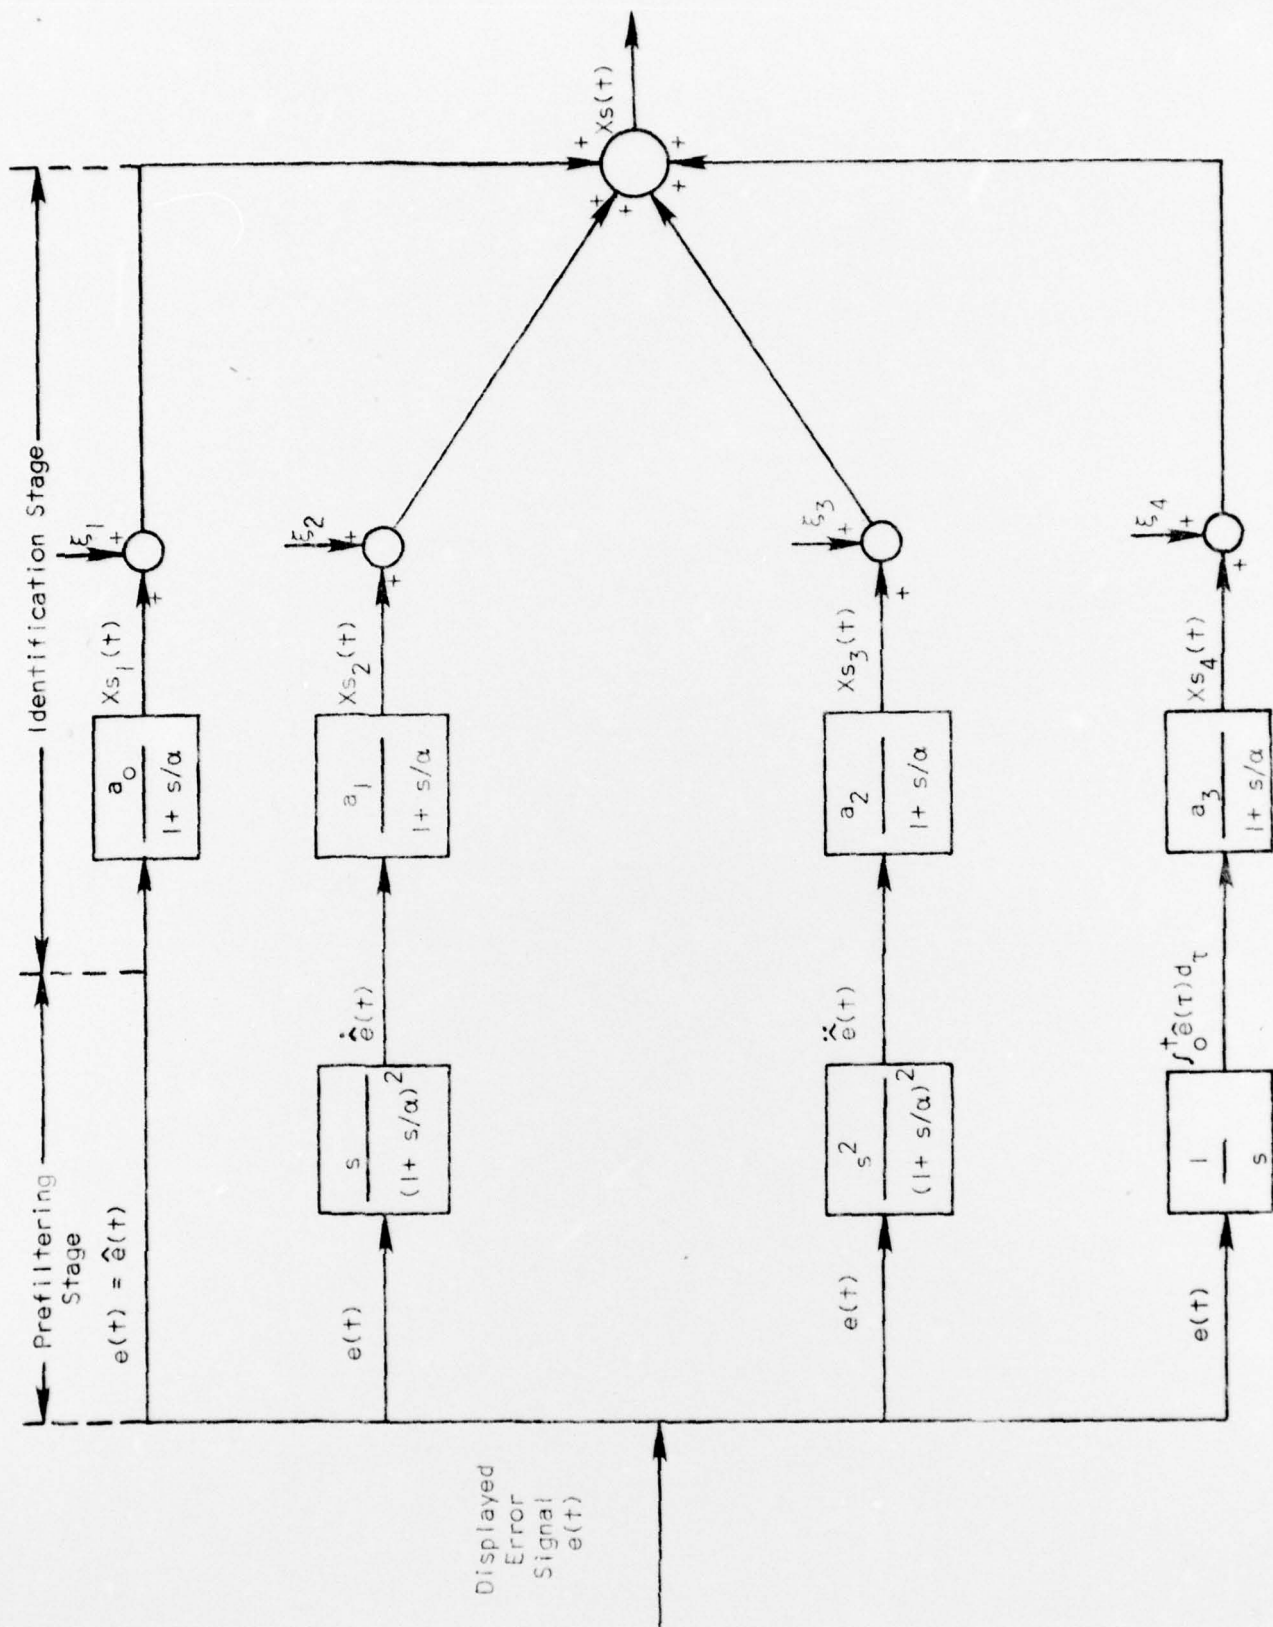 Prefiltering
Stage
Identification Stage
e(t) = ê(t)
a₀
1+ s/α
Xs₁(t)
ξ₁
+
+
e(t)
s
(1+ s/α)²
ė̂(t)
a₁
1+ s/α
Xs₂(t)
ξ₂
+
+
Displayed
Error
Signal
e(t)
+
+
+
+
+
+
Xs(t)
e(t)
s²
(1+ s/α)²
ë̂(t)
a₂
1+ s/α
Xs₃(t)
ξ₃
+
+
e(t)
1
s
∫₀ᵗ ê(τ)dτ
a₃
1+ s/α
Xs₄(t)
ξ₄
+
+